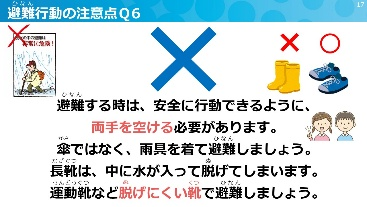 避難行動の注意点Q6
17
避難する時は、安全に行動できるように、
両手を空ける必要があります。
傘ではなく、雨具を着て避難しましょう。
長靴は、中に水が入って脱げてしまいます。
運動靴など脱げにくい靴で避難しましょう。